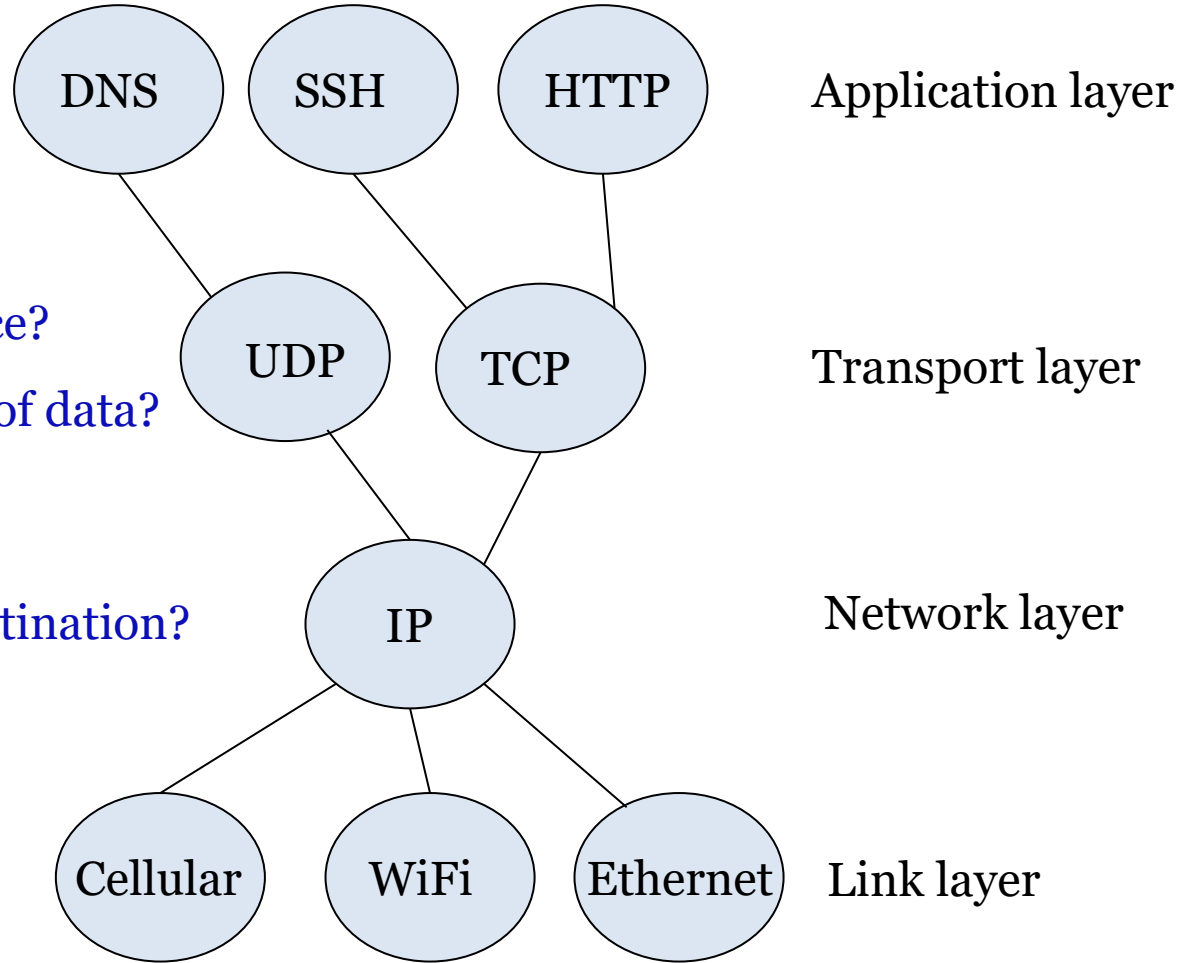 DNS SSH HTTP Application layer
ce?
UDP TCP Transport layer
of data?
tination?
IP Network layer
Cellular WiFi Ethernet Link layer